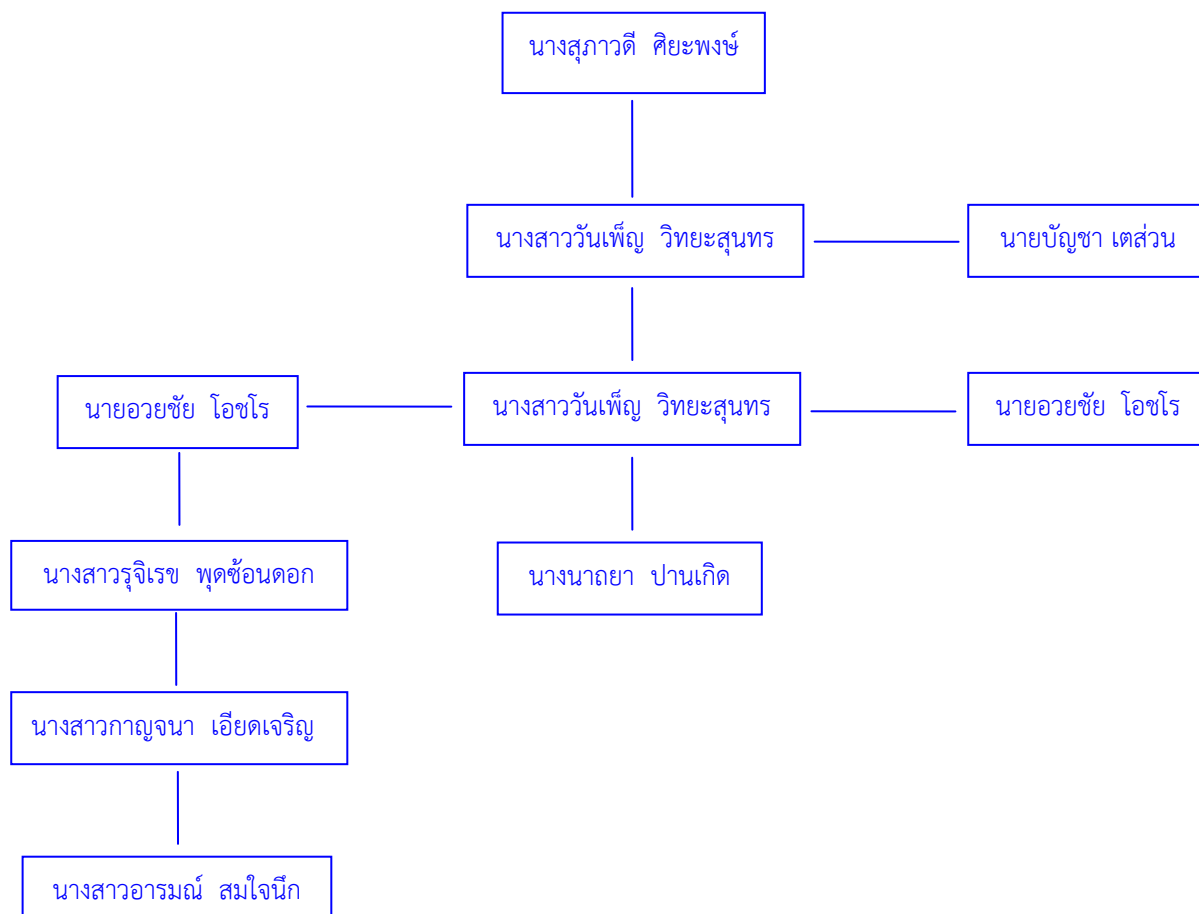 นางสุภาวดี ศิยะพงษ์
นางสาววันเพ็ญ วิทยะสุนทร
นายบัญชา เตส่วน
นายอวยชัย โอชโร
นางสาววันเพ็ญ วิทยะสุนทร
นายอวยชัย โอชโร
นางสาวรุจิเรข พุดซ้อนดอก
นางนาถยา ปานเกิด
นางสาวกาญจนา เอียดเจริญ
นางสาวอารมณ์ สมใจนึก